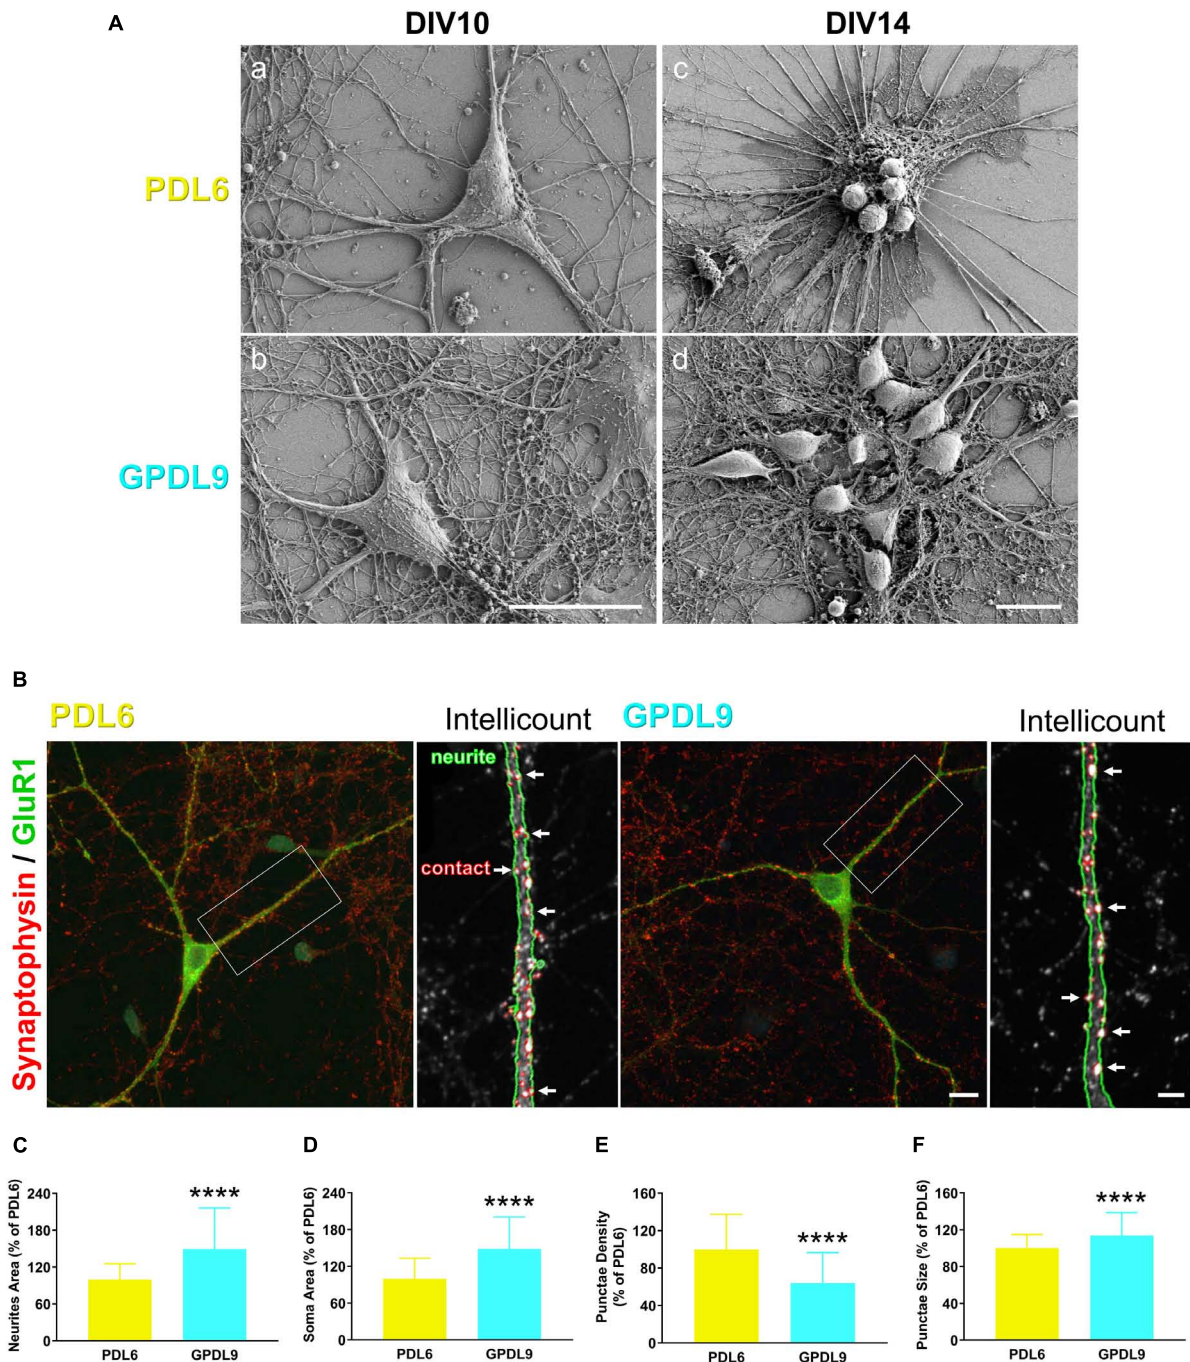 A
DIV10
DIV14
PDL6
a
c
GPDL9
b
d
B
PDL6
Intellicount
GPDL9
Intellicount
Synaptophysin / GluR1
neurite
contact
C
Neurites Area (% of PDL6)
240
180
120
60
0
****
PDL6
GPDL9
D
Soma Area (% of PDL6)
240
180
120
60
0
****
PDL6
GPDL9
E
Punctae Density
(% of PDL6)
160
120
80
40
0
****
PDL6
GPDL9
F
Punctae Size (% of PDL6)
160
120
80
40
0
****
PDL6
GPDL9